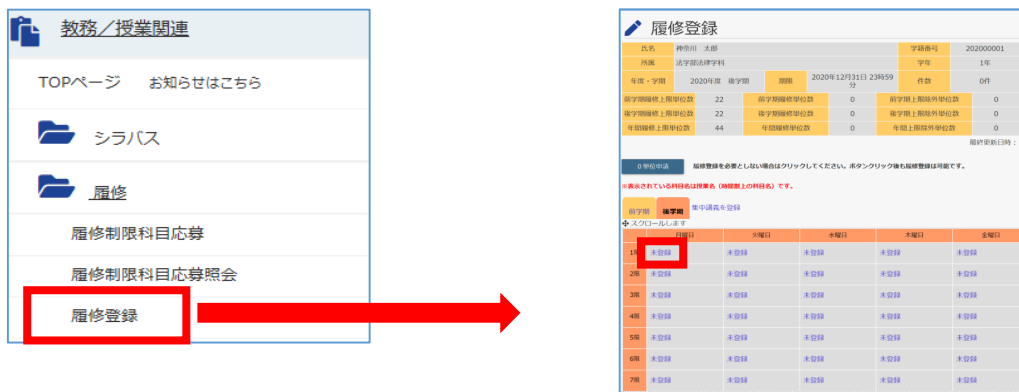 教務／授業関連
TOPページ お知らせはこちら
シラバス
履修
履修制限科目応募
履修制限科目応募照会
履修登録
履修登録
氏名 神奈川 太郎 学籍番号 202000001
所属 法学部法律学科 学年 1年
年度・学期 2020年度 後学期 期限 2020年12月31日 23時59分 件数 0件
前学期履修上限単位数 22 前学期履修単位数 0 前学期上限除外単位数 0
後学期履修上限単位数 22 後学期履修単位数 0 後学期上限除外単位数 0
年間履修上限単位数 44 年間履修単位数 0 年間上限除外単位数 0
最終更新日時：
0単位申請 履修登録を必要としない場合はクリックしてください。ボタンクリック後も履修登録は可能です。
※表示されている科目名は授業名（時間割上の科目名）です。
前学期 後学期 集中講義を登録
スクロールします
月曜日 火曜日 水曜日 木曜日 金曜日
1限 未登録 未登録 未登録 未登録 未登録
2限 未登録 未登録 未登録 未登録 未登録
3限 未登録 未登録 未登録 未登録 未登録
4限 未登録 未登録 未登録 未登録 未登録
5限 未登録 未登録 未登録 未登録 未登録
6限 未登録 未登録 未登録 未登録 未登録
7限 未登録 未登録 未登録 未登録 未登録